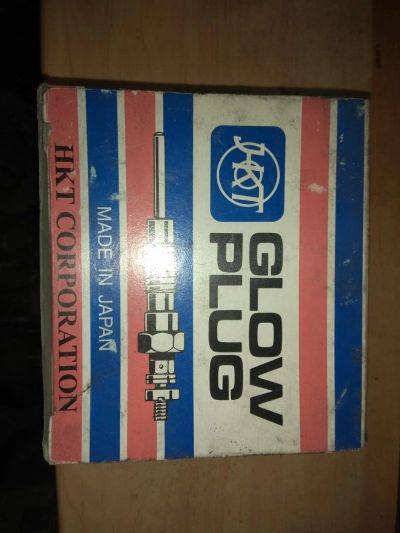 HKT
GLOW
PLUG
MADE IN JAPAN
HKT CORPORATION